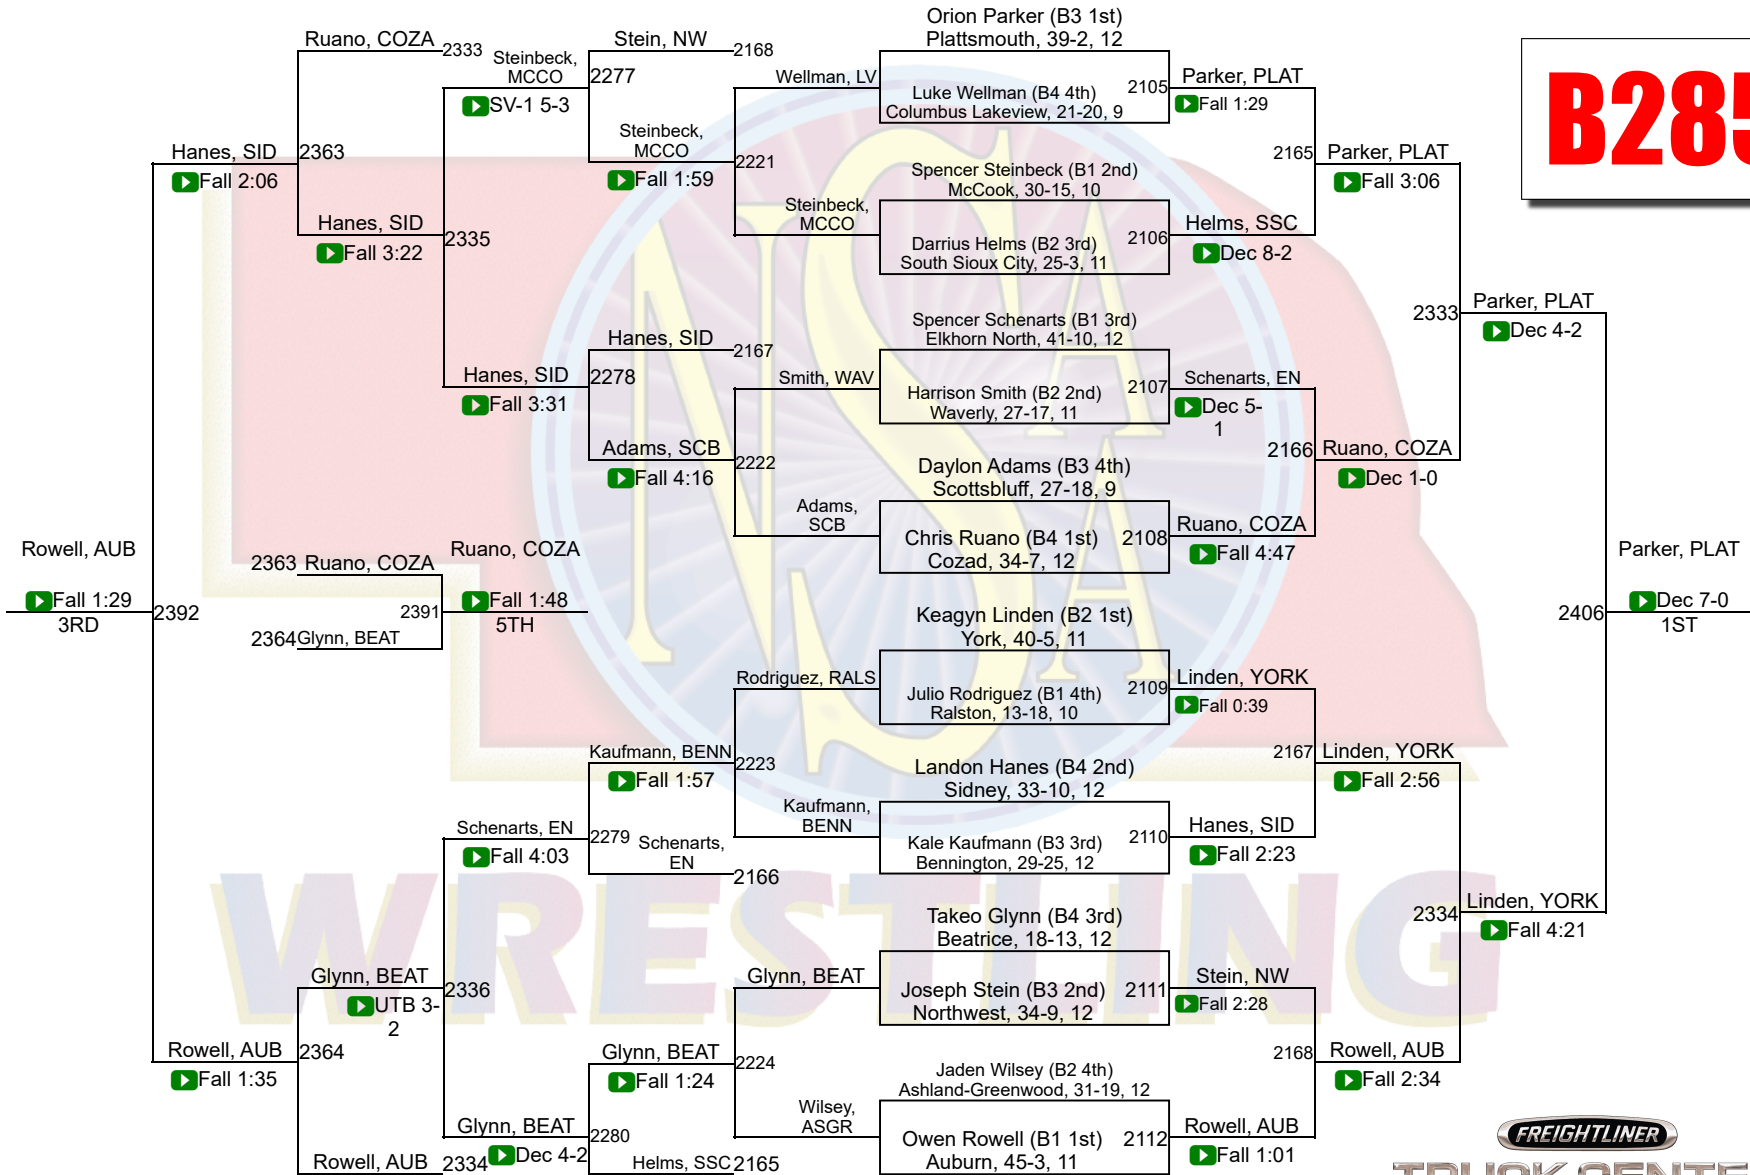 Orion Parker (B3 1st)
Plattsmouth, 39-2, 12
Ruano, COZA
2333
Steinbeck,
MCCO
Stein, NW
2168
2277
SV-1 5-3
Wellman, LV
Luke Wellman (B4 4th)
Columbus Lakeview, 21-20, 9
2105
Parker, PLAT
Fall 1:29
B285
Hanes, SID
2363
Fall 2:06
Steinbeck,
MCCO
2221
Fall 1:59
Spencer Steinbeck (B1 2nd)
McCook, 30-15, 10
2165
Parker, PLAT
Fall 3:06
Hanes, SID
2335
Fall 3:22
Steinbeck,
MCCO
Darrius Helms (B2 3rd)
South Sioux City, 25-3, 11
2106
Helms, SSC
Dec 8-2
Spencer Schenarts (B1 3rd)
Elkhorn North, 41-10, 12
2333
Parker, PLAT
Dec 4-2
Hanes, SID
2167
Hanes, SID
2278
Fall 3:31
Smith, WAV
Harrison Smith (B2 2nd)
Waverly, 27-17, 11
2107
Schenarts, EN
Dec 5-
1
Adams, SCB
2222
Fall 4:16
Daylon Adams (B3 4th)
Scottsbluff, 27-18, 9
2166
Ruano, COZA
Dec 1-0
Adams,
SCB
Chris Ruano (B4 1st)
Cozad, 34-7, 12
2108
Ruano, COZA
Fall 4:47
Rowell, AUB
Fall 1:29
3RD
2392
2363
Ruano, COZA
2391
2364
Glynn, BEAT
Ruano, COZA
Fall 1:48
5TH
Keagyn Linden (B2 1st)
York, 40-5, 11
2406
Parker, PLAT
Dec 7-0
1ST
Rodriguez, RALS
Julio Rodriguez (B1 4th)
Ralston, 13-18, 10
2109
Linden, YORK
Fall 0:39
Kaufmann, BENN
2223
Fall 1:57
Landon Hanes (B4 2nd)
Sidney, 33-10, 12
2167
Linden, YORK
Fall 2:56
Schenarts, EN
2279
Fall 4:03
Kaufmann,
BENN
Kale Kaufmann (B3 3rd)
Bennington, 29-25, 12
2110
Hanes, SID
Fall 2:23
Schenarts,
EN
2166
Takeo Glynn (B4 3rd)
Beatrice, 18-13, 12
2334
Linden, YORK
Fall 4:21
Glynn, BEAT
2336
UTB 3-
2
Glynn, BEAT
Joseph Stein (B3 2nd)
Northwest, 34-9, 12
2111
Stein, NW
Fall 2:28
Rowell, AUB
2364
Fall 1:35
Glynn, BEAT
2224
Fall 1:24
Jaden Wilsey (B2 4th)
Ashland-Greenwood, 31-19, 12
2168
Rowell, AUB
Fall 2:34
Glynn, BEAT
2280
Dec 4-2
Wilsey,
ASGR
Owen Rowell (B1 1st)
Auburn, 45-3, 11
2112
Rowell, AUB
Fall 1:01
Rowell, AUB
2334
Helms, SSC
2165
NSAA
WRESTLING
FREIGHTLINER
TRUCK CENTE